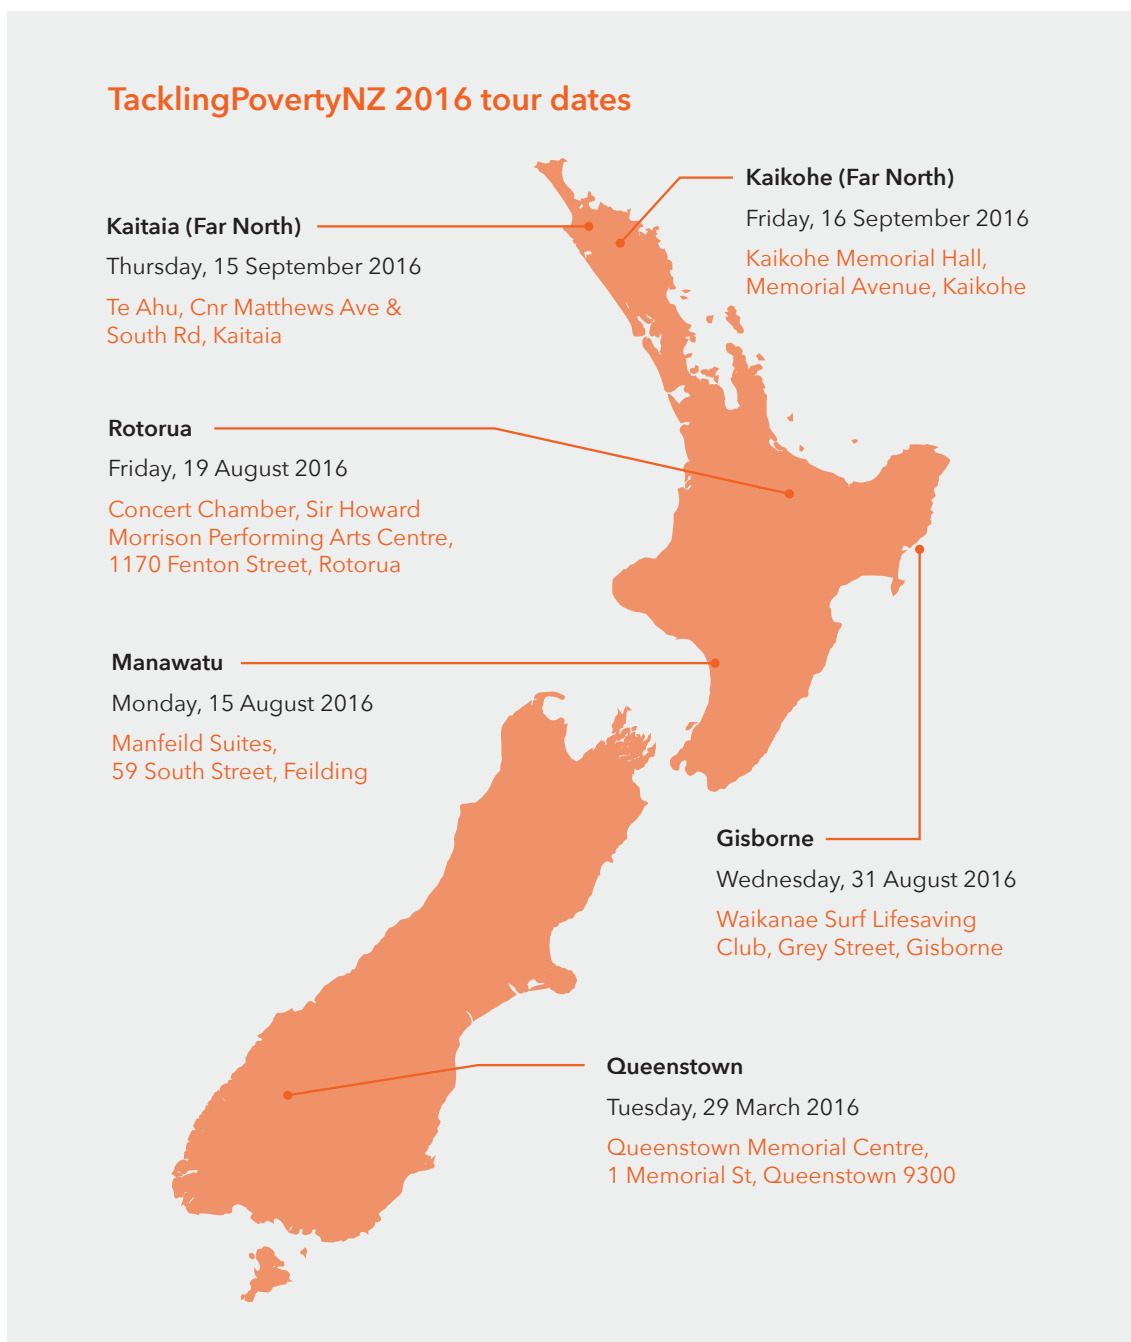 TacklingPovertyNZ 2016 tour dates
Kaikohe (Far North)
Friday, 16 September 2016
Kaikohe Memorial Hall,
Memorial Avenue, Kaikohe
Kaitaia (Far North)
Thursday, 15 September 2016
Te Ahu, Cnr Matthews Ave &
South Rd, Kaitaia
Rotorua
Friday, 19 August 2016
Concert Chamber, Sir Howard
Morrison Performing Arts Centre,
1170 Fenton Street, Rotorua
Manawatu
Monday, 15 August 2016
Manfeild Suites,
59 South Street, Feilding
Gisborne
Wednesday, 31 August 2016
Waikanae Surf Lifesaving
Club, Grey Street, Gisborne
Queenstown
Tuesday, 29 March 2016
Queenstown Memorial Centre,
1 Memorial St, Queenstown 9300